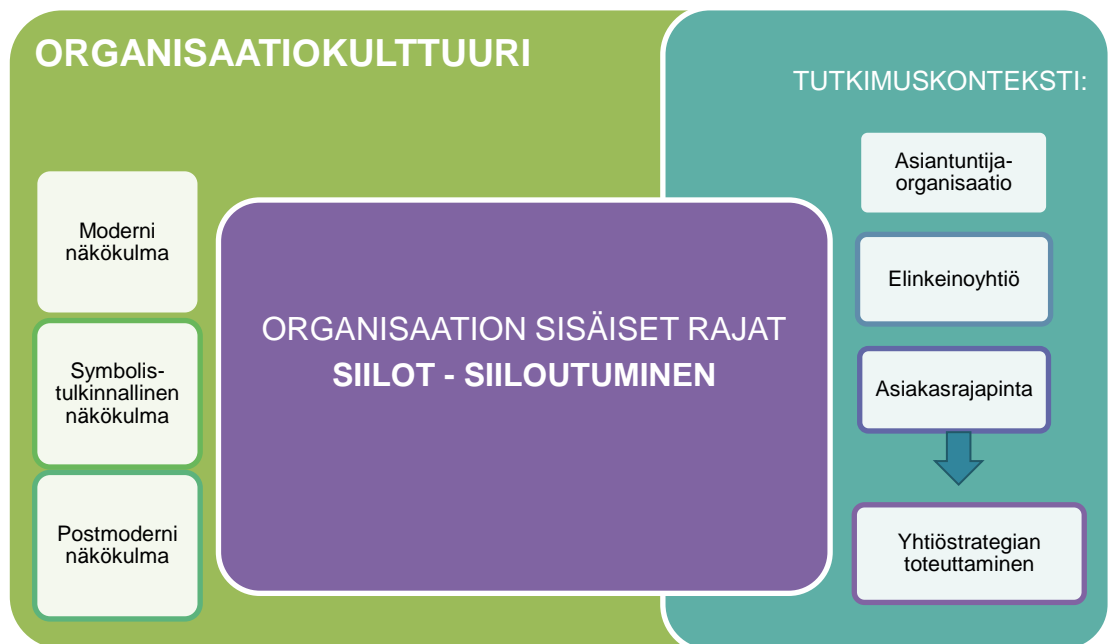 ORGANISAATIOKULTTUURI
Moderni
näkökulma
Symbolis-
tulkinnallinen
näkökulma
Postmoderni
näkökulma
ORGANISAATION SISÄISET RAJAT
SIILOT - SIILOUTUMINEN
TUTKIMUSKONTEKSTI:
Asiantuntija-
organisaatio
Elinkeinoyhtiö
Asiakasrajapinta
Yhtiöstrategian
toteuttaminen